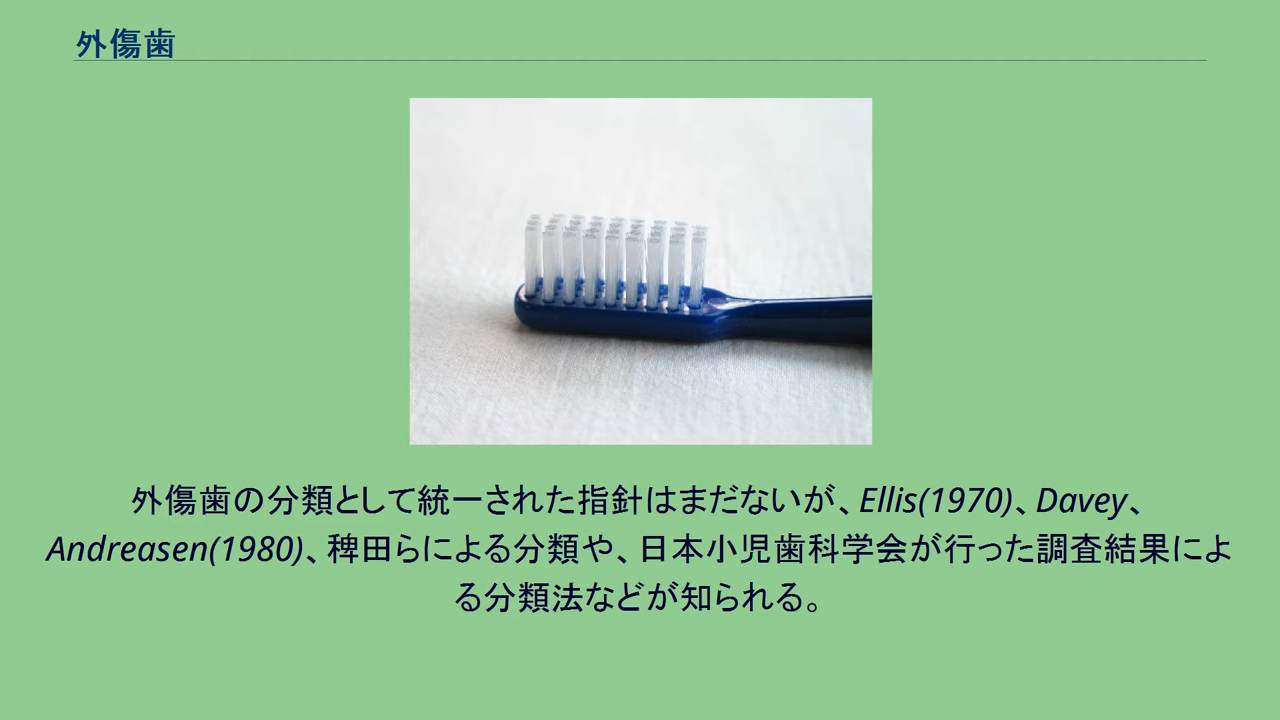 外傷歯
外傷歯の分類として統一された指針はまだないが、Ellis(1970)、Davey、
Andreasen(1980)、稗田らによる分類や、日本小児歯科学会が行った調査結果によ
る分類法などが知られる。